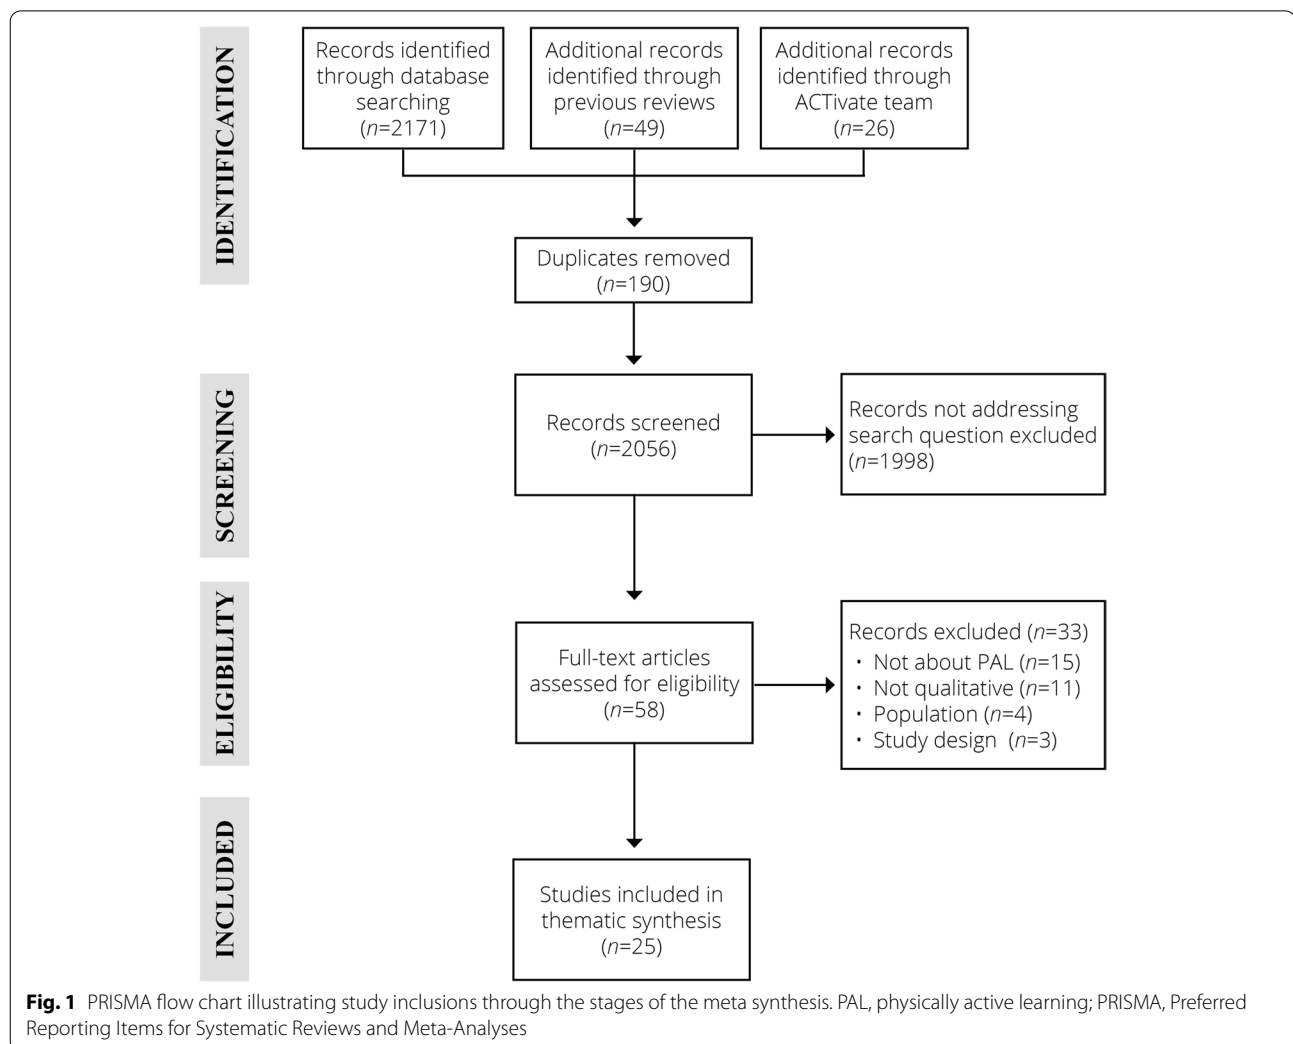 IDENTIFICATION
Records identified
through database
searching
(n=2171)
Additional records
identified through
previous reviews
(n=49)
Additional records
identified through
ACTivate team
(n=26)
Duplicates removed
(n=190)
SCREENING
Records screened
(n=2056)
Records not addressing
search question excluded
(n=1998)
ELIGIBILITY
Full-text articles
assessed for eligibility
(n=58)
Records excluded (n=33)
• Not about PAL (n=15)
• Not qualitative (n=11)
• Population (n=4)
• Study design (n=3)
INCLUDED
Studies included in
thematic synthesis
(n=25)
Fig. 1 PRISMA flow chart illustrating study inclusions through the stages of the meta synthesis. PAL, physically active learning; PRISMA, Preferred
Reporting Items for Systematic Reviews and Meta-Analyses